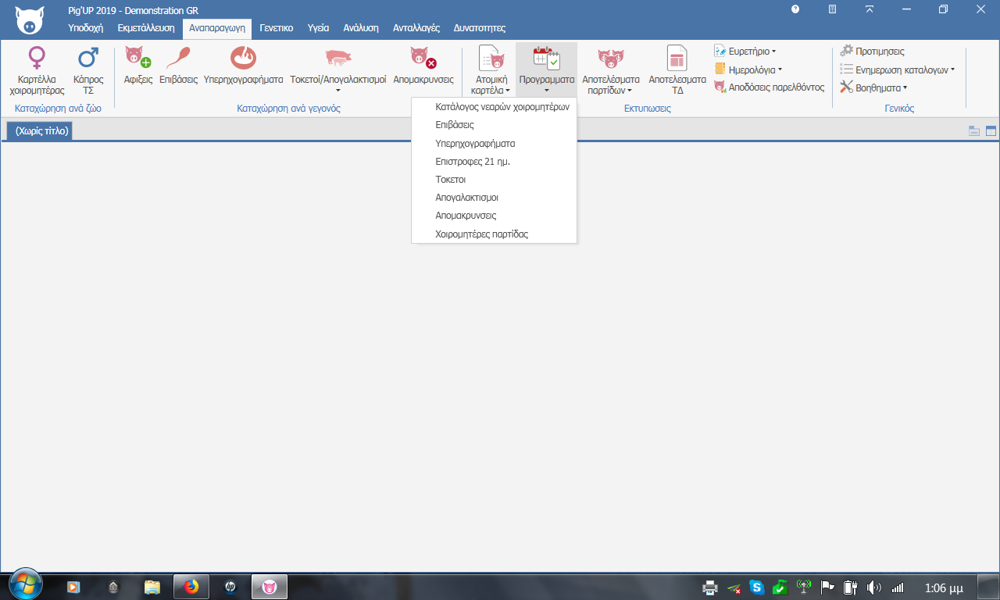 Pig'UP 2019 - Demonstration GR
Υποδοχή Εκμετάλλευση Αναπαραγωγη Γενετικο Υγεία Ανάλυση Ανταλλαγές Δυνατοτητες
Καρτέλλα χοιρομητέρας
Κάπρος ΤΣ
Καταχώρηση ανά ζώο
Αφιξεις
Επιβάσεις
Υπερηχογραφήματα
Τοκετοί/Απογαλακτισμοί
Απομακρυνσεις
Καταχώρηση ανά γεγονός
Ατομική καρτέλα
Προγραμματα
Αποτελέσματα παρτίδων
Αποτελεσματα ΤΔ
Ευρετήριο
Ημερολόγια
Αποδόσεις παρελθόντος
Εκτυπωσεις
Προτιμησεις
Ενημερωση καταλογων
Βοηθηματα
Γενικός
(Χωρίς τίτλο)
Κατάλογος νεαρών χοιρομητέρων
Επιβάσεις
Υπερηχογραφήματα
Επιστροφες 21 ημ.
Τοκετοι
Απογαλακτισμοι
Απομακρυνσεις
Χοιρομητέρες παρτίδας
hp
1:06 μμ